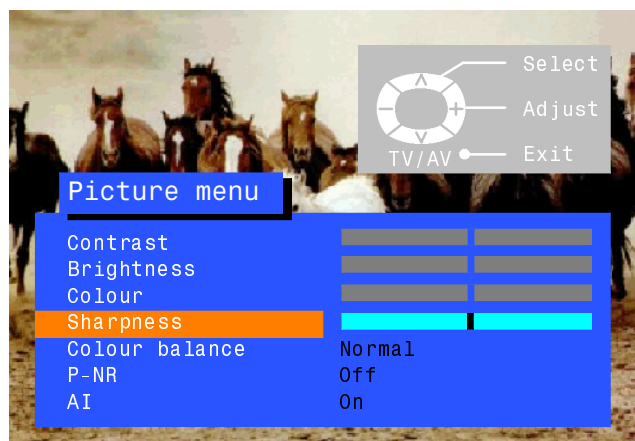 Select
Adjust
TV/AV Exit
Picture menu
Contrast
Brightness
Colour
Sharpness
Colour balance Normal
P-NR Off
AI On